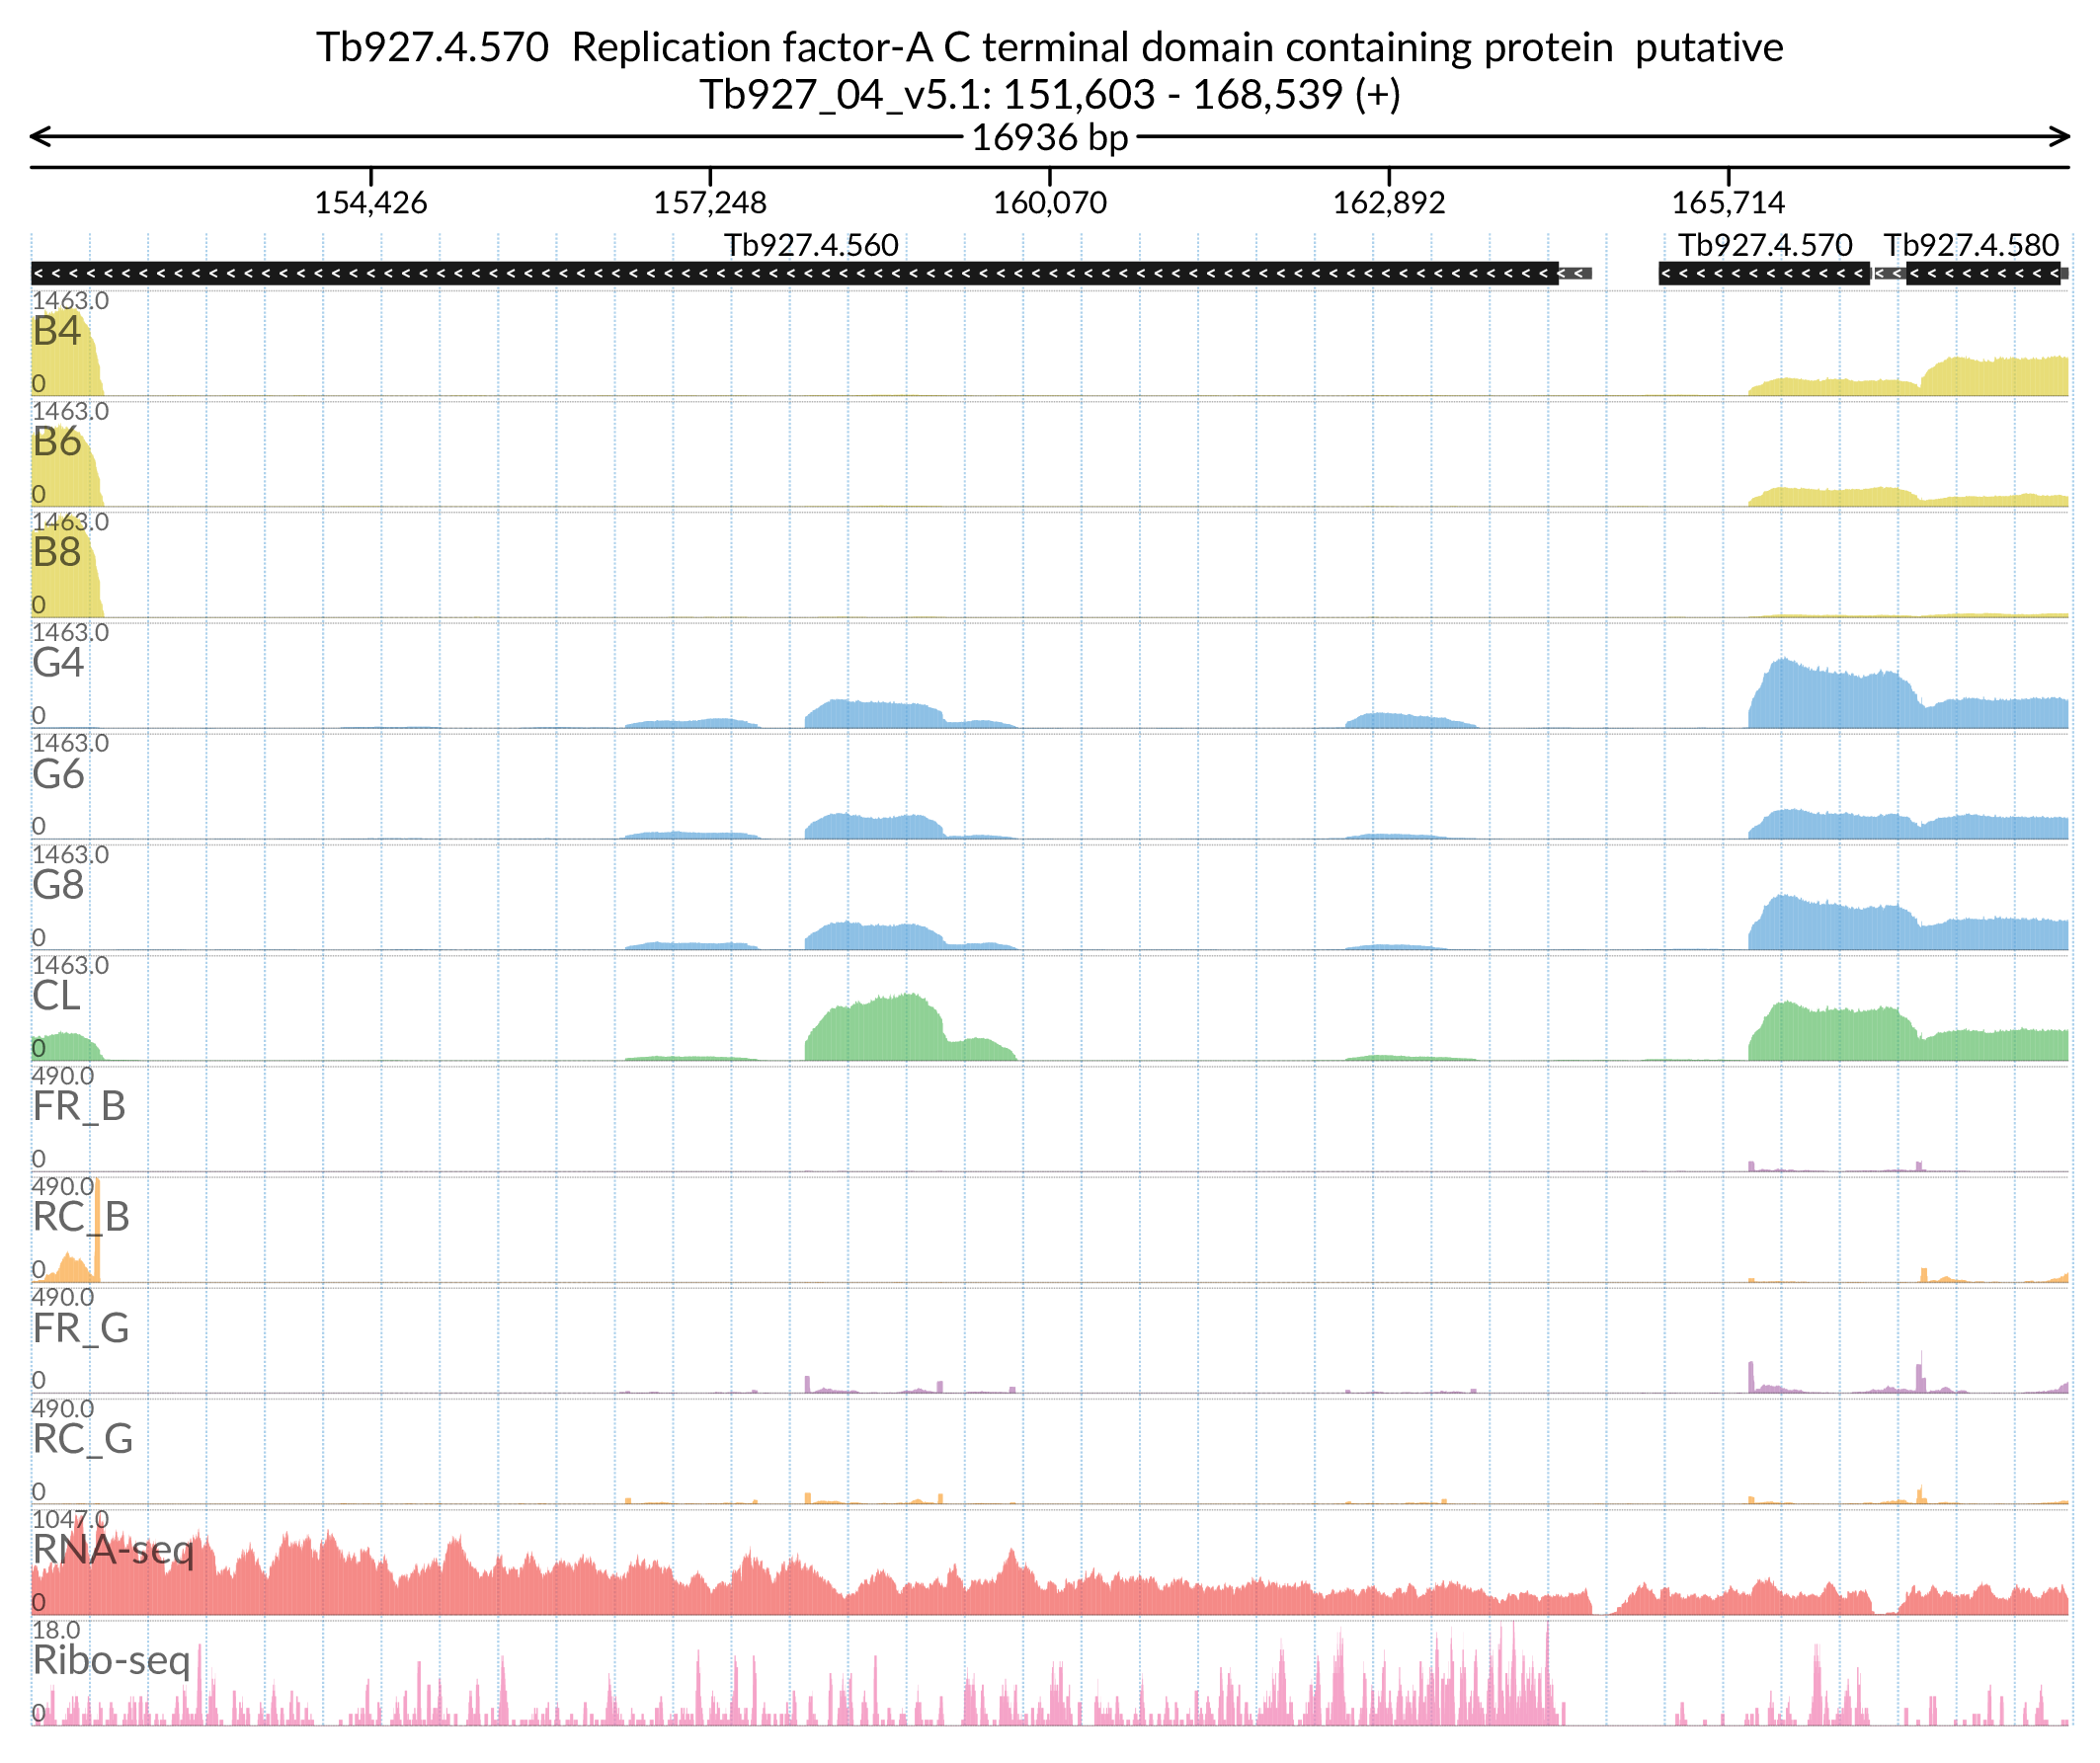 Tb927.4.570  Replication factor-A C terminal domain containing protein  putative
Tb927_04_v5.1: 151,603 - 168,539 (+)
16936 bp
154,426 157,248 160,070 162,892 165,714
Tb927.4.560 Tb927.4.570 Tb927.4.580
1463.0
B4
0
1463.0
B6
0
1463.0
B8
0
1463.0
G4
0
1463.0
G6
0
1463.0
G8
0
1463.0
CL
0
490.0
FR_B
0
490.0
RC_B
0
490.0
FR_G
0
490.0
RC_G
0
1047.0
RNA-seq
0
18.0
Ribo-seq
0